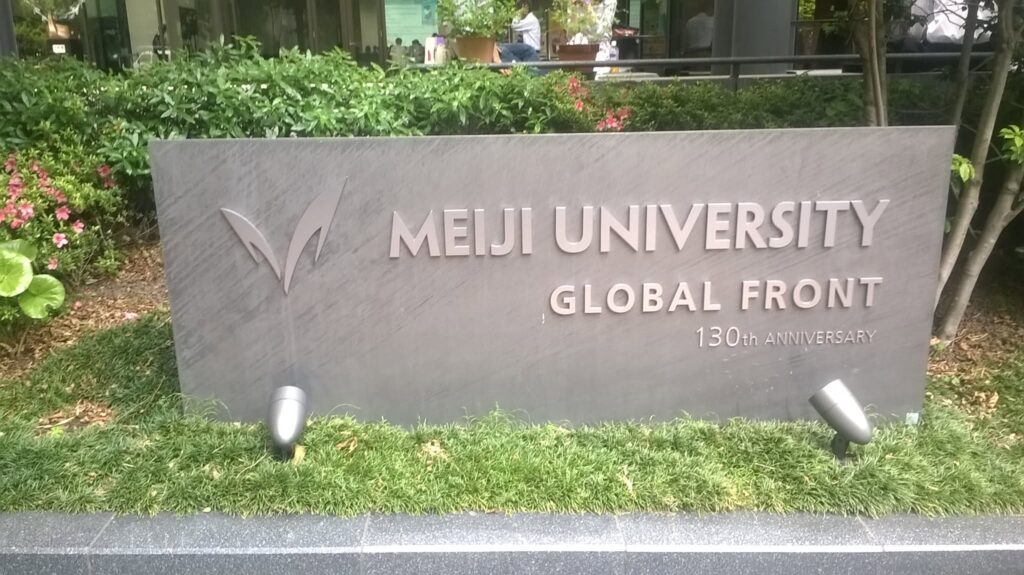 MEIJI UNIVERSITY
GLOBAL FRONT
130th ANNIVERSARY